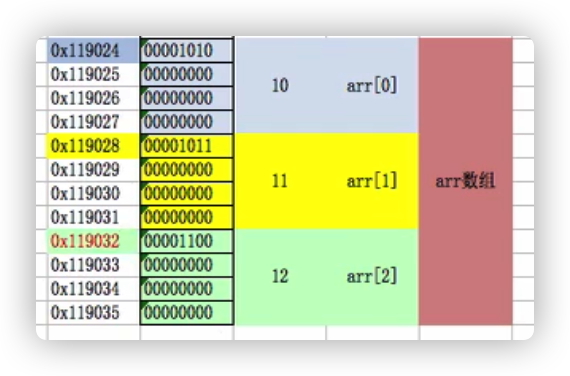 0x119024 00001010
0x119025 00000000
10 arr[0]
0x119026 00000000
0x119027 00000000
0x119028 00001011
0x119029 00000000
11 arr[1] arr数组
0x119030 00000000
0x119031 00000000
0x119032 00001100
0x119033 00000000
12 arr[2]
0x119034 00000000
0x119035 00000000